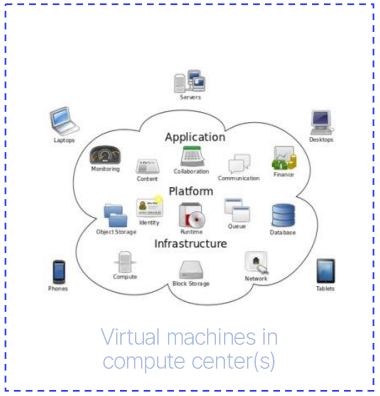 Servers
Laptops
Desktops
Application
Monitoring
Content
Collaboration
Communication
Finance
Platform
Object Storage
Identity
Runtime
Queue
Database
Infrastructure
Compute
Block Storage
Network
Phones
Tablets
Virtual machines in
compute center(s)